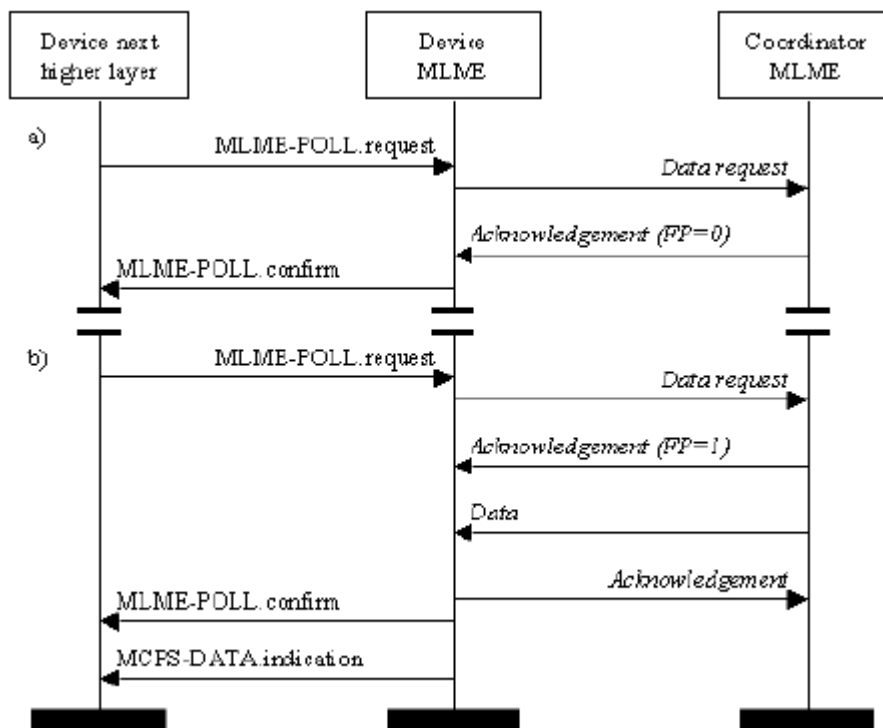 Device next
higher layer
Device
MLME
Coordinator
MLME
a)
MLME-POLL.request
Data request
Acknowledgement (FP=0)
MLME-POLL.confirm
b)
MLME-POLL.request
Data request
Acknowledgement (FP=1)
Data
Acknowledgement
MLME-POLL.confirm
MCPS-DATA.indication